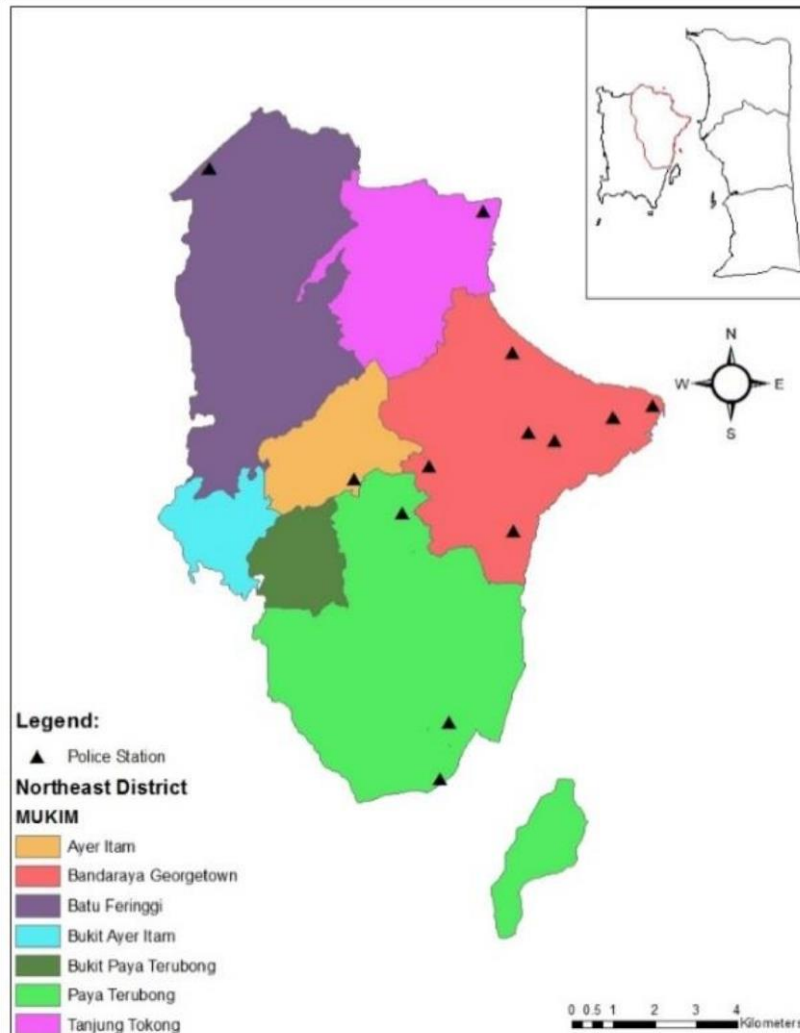 N
W E
S
Legend:
Police Station
Northeast District
MUKIM
Ayer Itam
Bandaraya Georgetown
Batu Feringgi
Bukit Ayer Itam
Bukit Paya Terubong
Paya Terubong
Tanjung Tokong
0 0.5 1 2 3 4
Kilometers